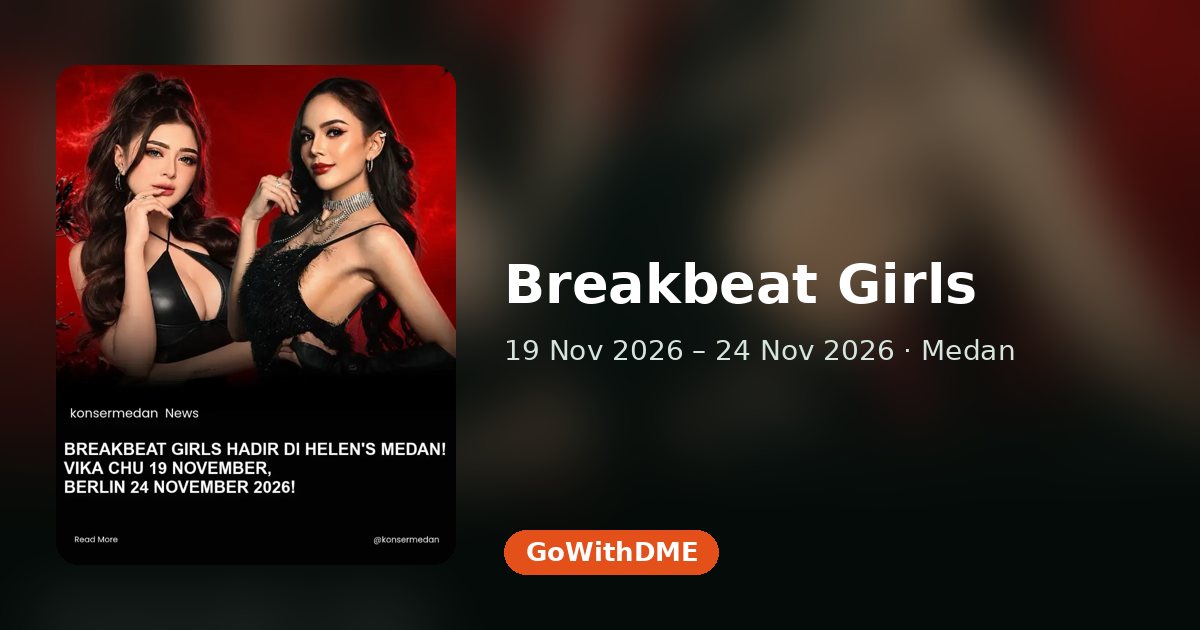 konsermedan News
BREAKBEAT GIRLS HADIR DI HELEN'S MEDAN!
VIKA CHU 19 NOVEMBER,
BERLIN 24 NOVEMBER 2026!
Read More
@konsermedan
Breakbeat Girls
19 Nov 2026 – 24 Nov 2026 · Medan
GoWithDME